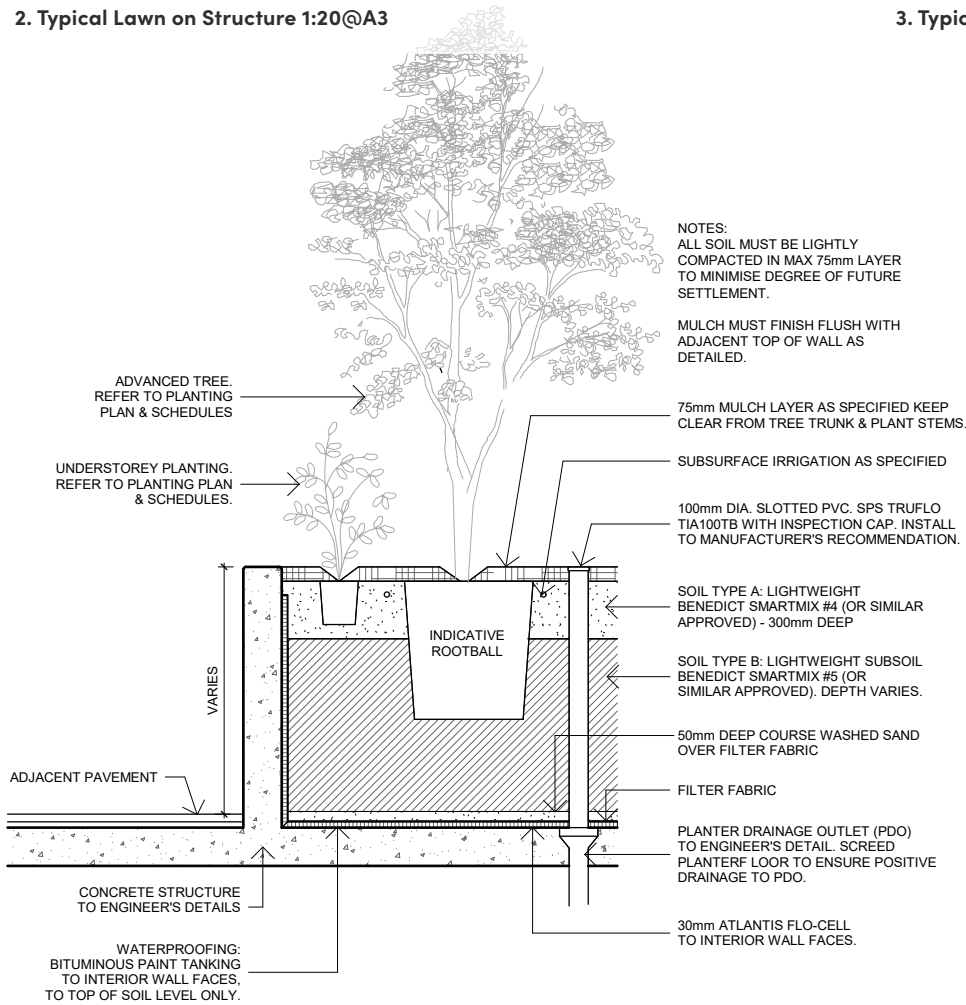 2. Typical Lawn on Structure 1:20@A3
3. Typic
NOTES:
ALL SOIL MUST BE LIGHTLY
COMPACTED IN MAX 75mm LAYER
TO MINIMISE DEGREE OF FUTURE
SETTLEMENT.
MULCH MUST FINISH FLUSH WITH
ADJACENT TOP OF WALL AS
DETAILED.
ADVANCED TREE.
REFER TO PLANTING
PLAN & SCHEDULES
UNDERSTOREY PLANTING.
REFER TO PLANTING PLAN
& SCHEDULES.
75mm MULCH LAYER AS SPECIFIED KEEP
CLEAR FROM TREE TRUNK & PLANT STEMS.
SUBSURFACE IRRIGATION AS SPECIFIED
100mm DIA. SLOTTED PVC. SPS TRUFLO
TIA100TB WITH INSPECTION CAP. INSTALL
TO MANUFACTURER'S RECOMMENDATION.
SOIL TYPE A: LIGHTWEIGHT
BENEDICT SMARTMIX #4 (OR SIMILAR
APPROVED) - 300mm DEEP
INDICATIVE
ROOTBALL
SOIL TYPE B: LIGHTWEIGHT SUBSOIL
BENEDICT SMARTMIX #5 (OR
SIMILAR APPROVED). DEPTH VARIES.
VARIES
50mm DEEP COURSE WASHED SAND
OVER FILTER FABRIC
ADJACENT PAVEMENT
FILTER FABRIC
PLANTER DRAINAGE OUTLET (PDO)
TO ENGINEER'S DETAIL. SCREED
PLANTERF LOOR TO ENSURE POSITIVE
DRAINAGE TO PDO.
CONCRETE STRUCTURE
TO ENGINEER'S DETAILS
30mm ATLANTIS FLO-CELL
TO INTERIOR WALL FACES.
WATERPROOFING:
BITUMINOUS PAINT TANKING
TO INTERIOR WALL FACES,
TO TOP OF SOIL LEVEL ONLY.